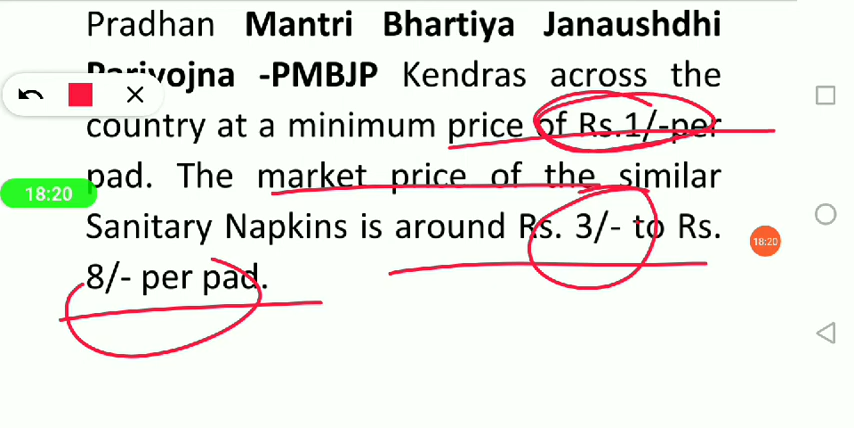 Pradhan Mantri Bhartiya Janaushdhi
Pariyojna -PMBJP Kendras across the
country at a minimum price of Rs.1/-per
18:20
pad. The market price of the similar
Sanitary Napkins is around Rs. 3/- to Rs.
18:20
8/- per pad.